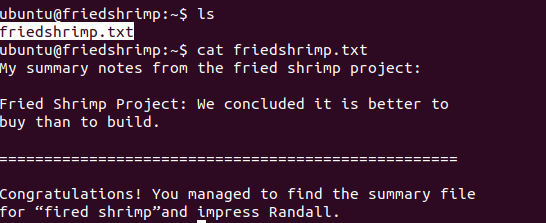 ubuntu@friedshrimp:~$ ls
friedshrimp.txt
ubuntu@friedshrimp:~$ cat friedshrimp.txt
My summary notes from the fried shrimp project:
Fried Shrimp Project: We concluded it is better to
buy than to build.
===================================================
Congratulations! You managed to find the summary file
for “fired shrimp”and impress Randall.